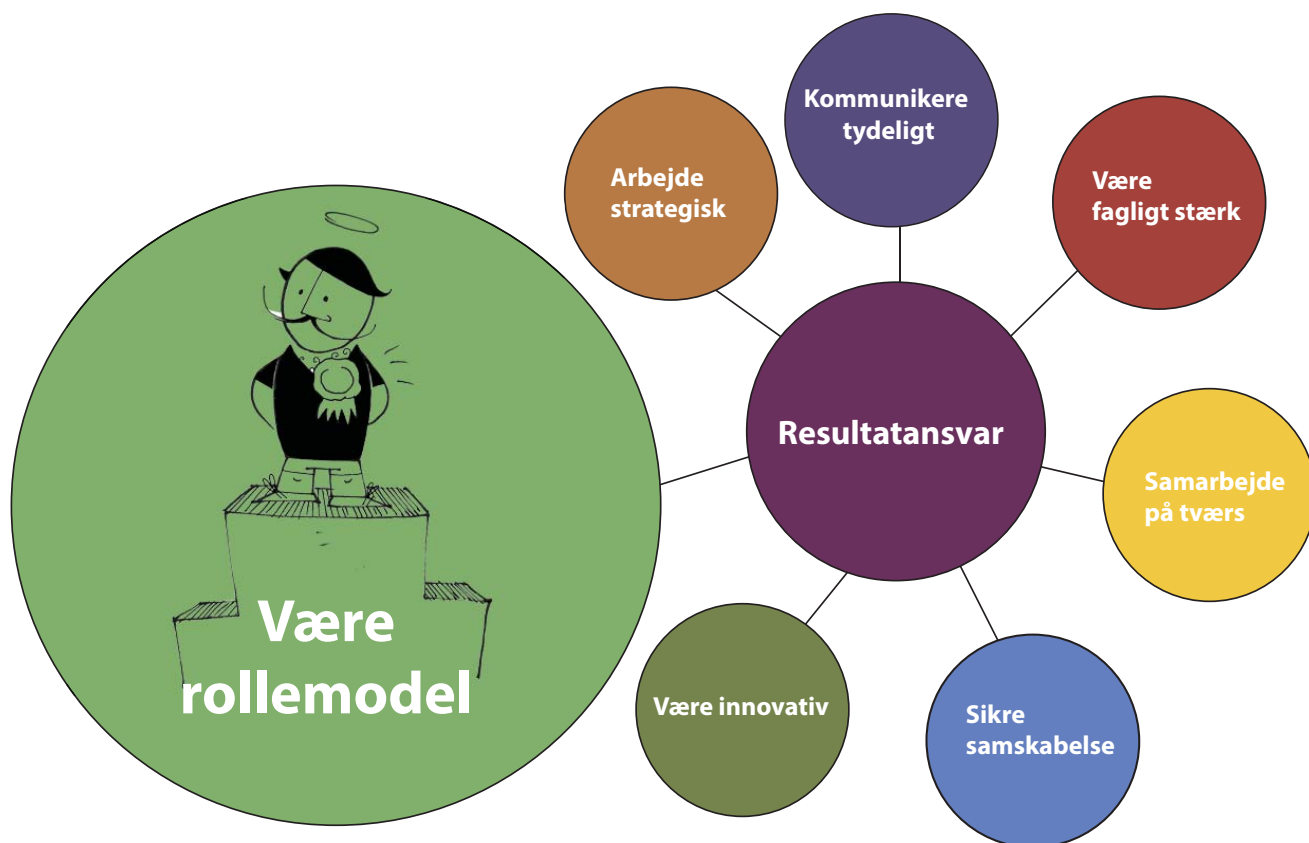 Være
rollemodel
Arbejde
strategisk
Kommunikere
tydeligt
Være
fagligt stærk
Resultatansvar
Samarbejde
på tværs
Sikre
samskabelse
Være innovativ